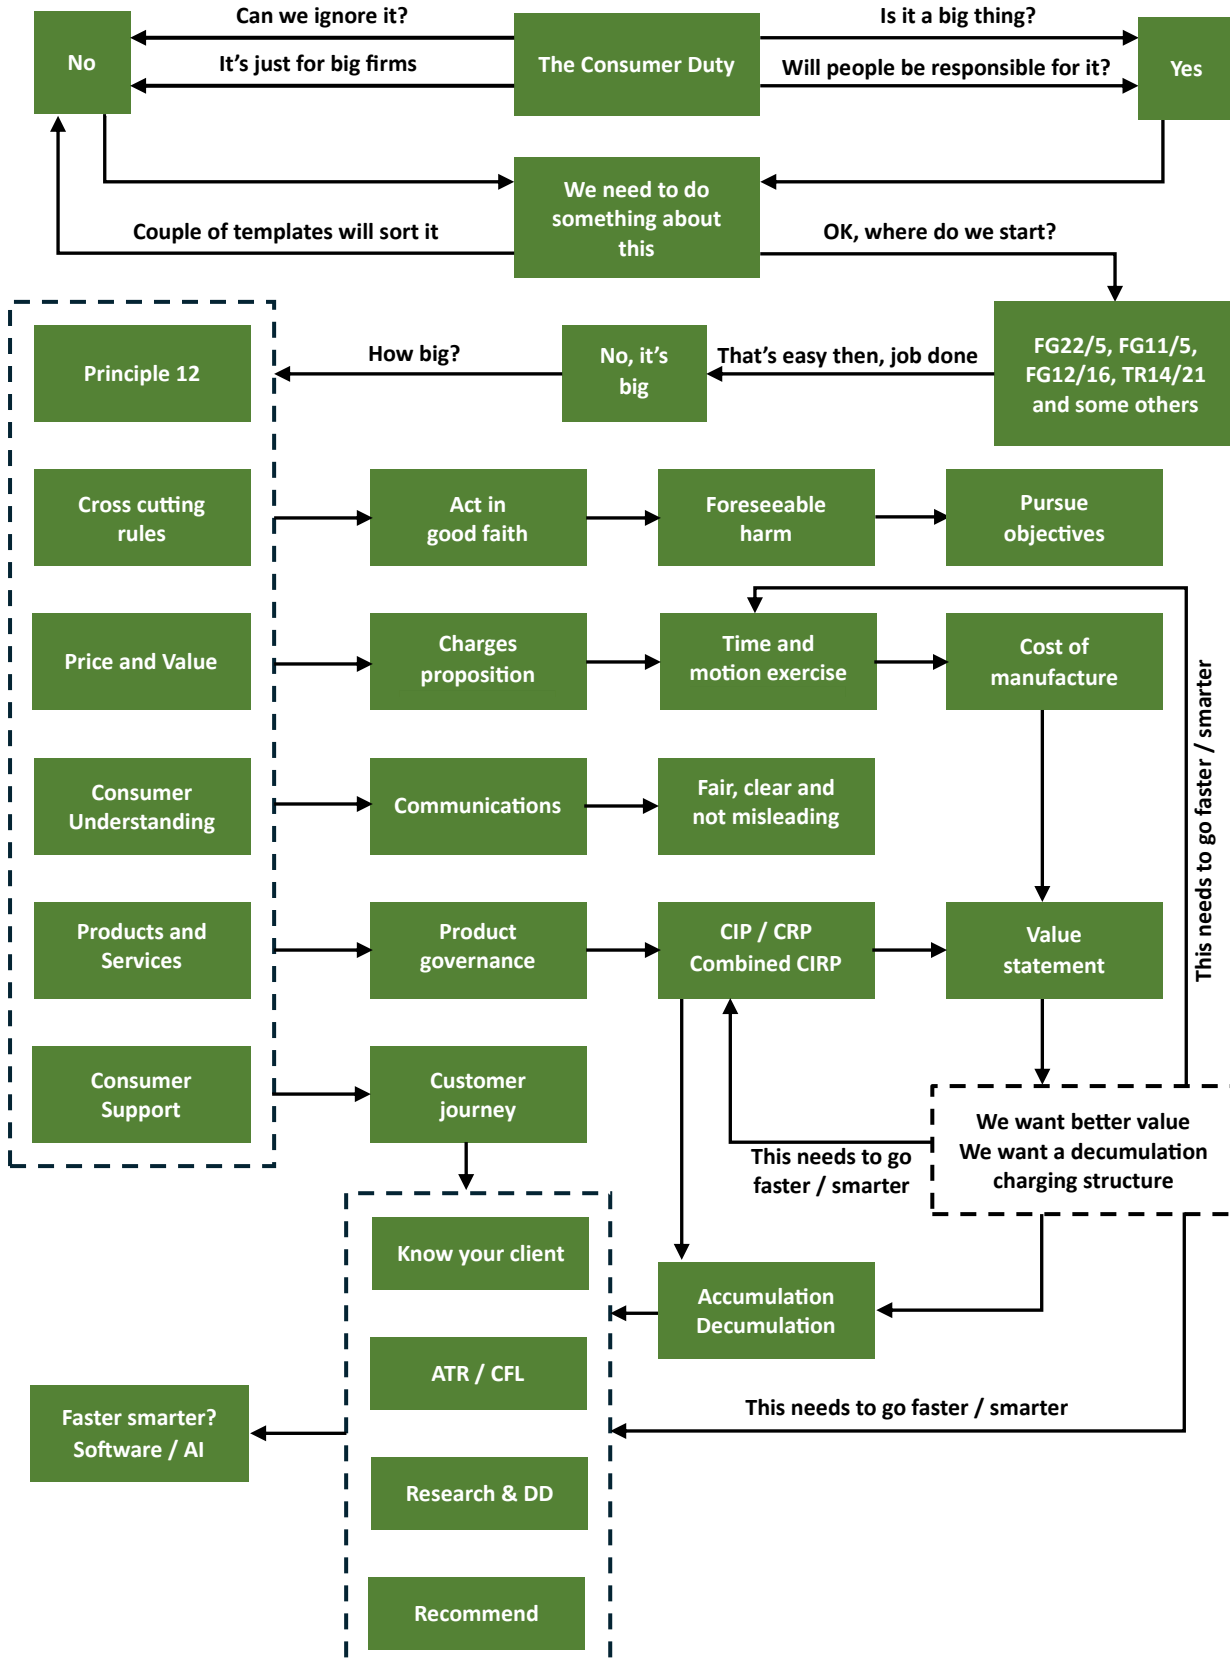 Can we ignore it?
Is it a big thing?
No
It’s just for big firms
The Consumer Duty
Will people be responsible for it?
Yes
We need to do
something about
this
Couple of templates will sort it
OK, where do we start?
Principle 12
How big?
No, it’s
big
That’s easy then, job done
FG22/5, FG11/5,
FG12/16, TR14/21
and some others
Cross cutting
rules
Act in
good faith
Foreseeable
harm
Pursue
objectives
Price and Value
Charges
proposition
Time and
motion exercise
Cost of
manufacture
This needs to go faster / smarter
Consumer
Understanding
Communications
Fair, clear and
not misleading
Products and
Services
Product
governance
CIP / CRP
Combined CIRP
Value
statement
Consumer
Support
Customer
journey
We want better value
We want a decumulation
charging structure
This needs to go
faster / smarter
Know your client
Accumulation
Decumulation
ATR / CFL
This needs to go faster / smarter
Faster smarter?
Software / AI
Research & DD
Recommend